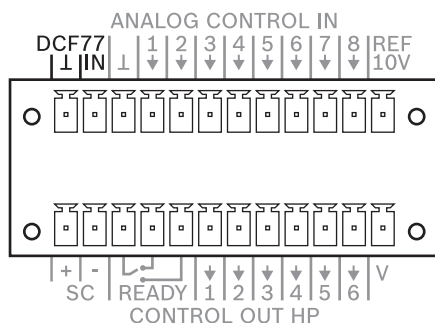 ANALOG CONTROL IN
DCF77 1 2 3 4 5 6 7 8 REF
⊥ IN ⊥ ↓ ↓ ↓ ↓ ↓ ↓ ↓ ↓ 10V
+ - ↓ ↓ ↓ ↓ ↓ ↓ V
SC READY 1 2 3 4 5 6
CONTROL OUT HP